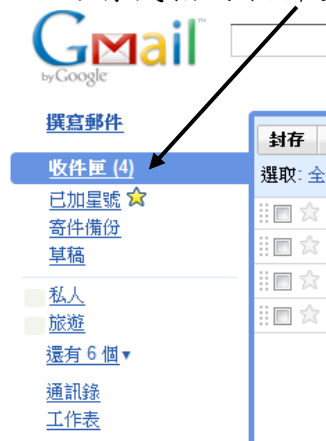 Gmail™
by Google
撰寫郵件
封存
收件匣 (4)
選取: 全
已加星號
寄件備份
草稿
私人
旅遊
還有 6 個▼
通訊錄
工作表